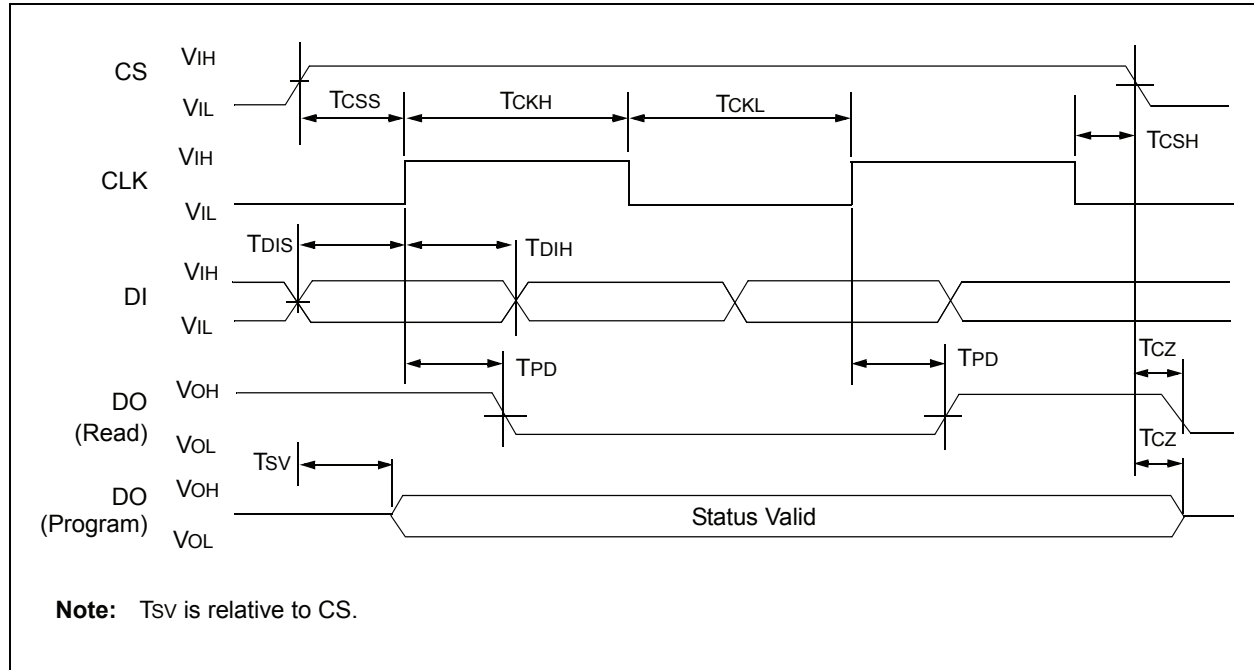 CS
VIH
VIL
TCSS
TCKH
TCKL
TCSH
CLK
VIH
VIL
TDIS
TDIH
DI
VIH
VIL
TPD
TPD
TCZ
DO
(Read)
VOH
VOL
TCZ
TSV
DO
(Program)
VOH
VOL
Status Valid
Note: TSV is relative to CS.